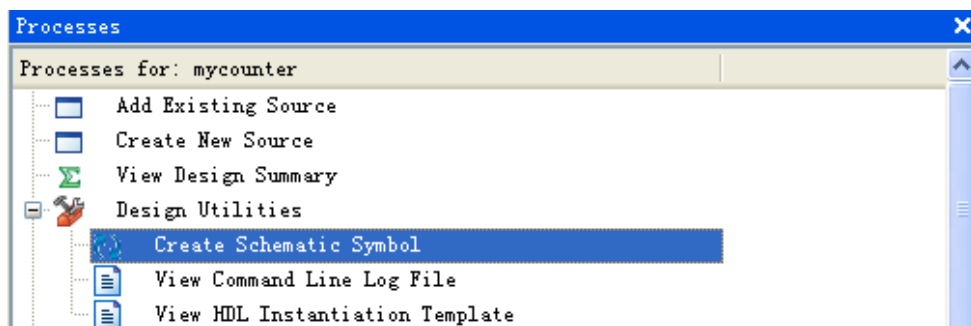 Processes
Processes for: mycounter
Add Existing Source
Create New Source
View Design Summary
Design Utilities
Create Schematic Symbol
View Command Line Log File
View HDL Instantiation Template